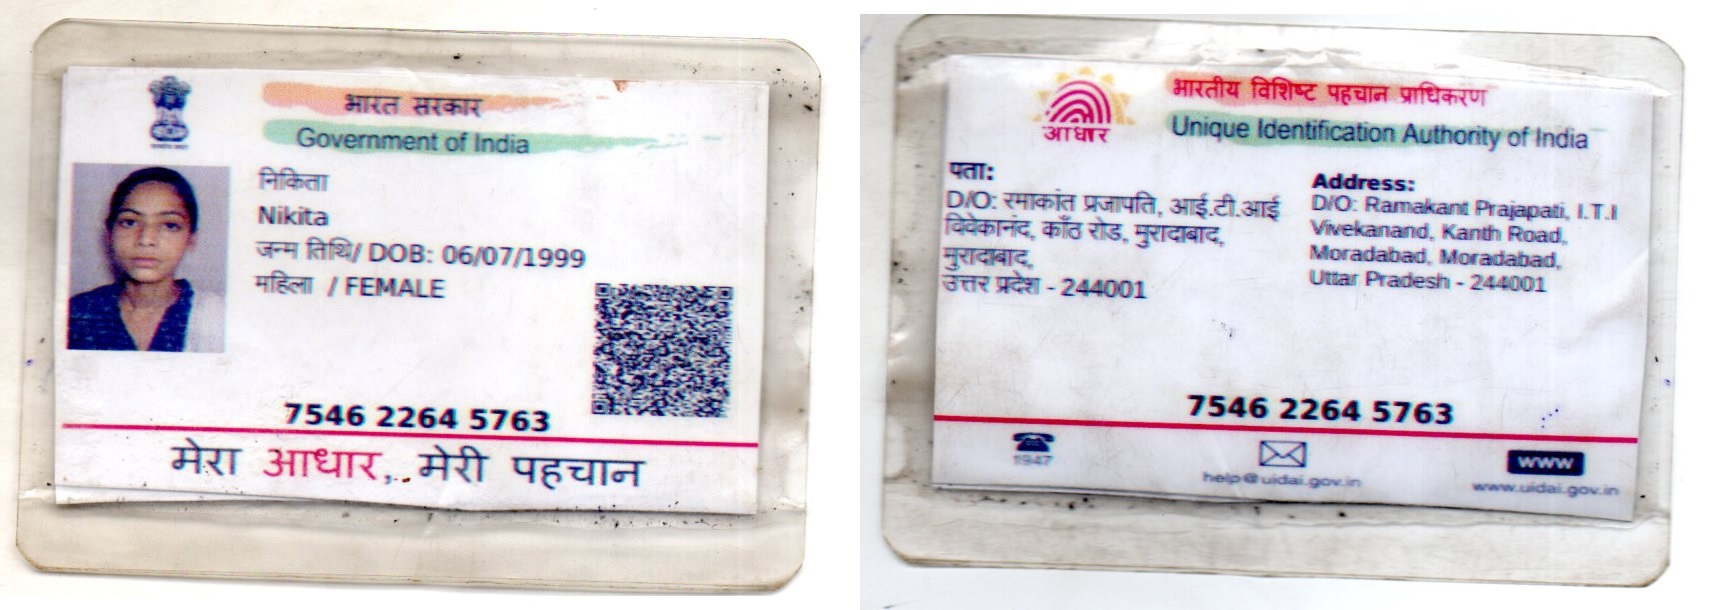 भारत सरकार
Government of India
निकिता
Nikita
जन्म तिथि/ DOB: 06/07/1999
महिला / FEMALE
7546 2264 5763
मेरा आधार, मेरी पहचान
भारतीय विशिष्ट पहचान प्राधिकरण
Unique Identification Authority of India
आधार
पता:
D/O: रमाकांत प्रजापति, आई.टी.आई
विवेकानंद, काँठ रोड, मुरादाबाद,
मुरादाबाद,
उत्तर प्रदेश - 244001
Address:
D/O: Ramakant Prajapati, I.T.I
Vivekanand, Kanth Road,
Moradabad, Moradabad,
Uttar Pradesh - 244001
7546 2264 5763
1947
help@uidai.gov.in
www
www.uidai.gov.in